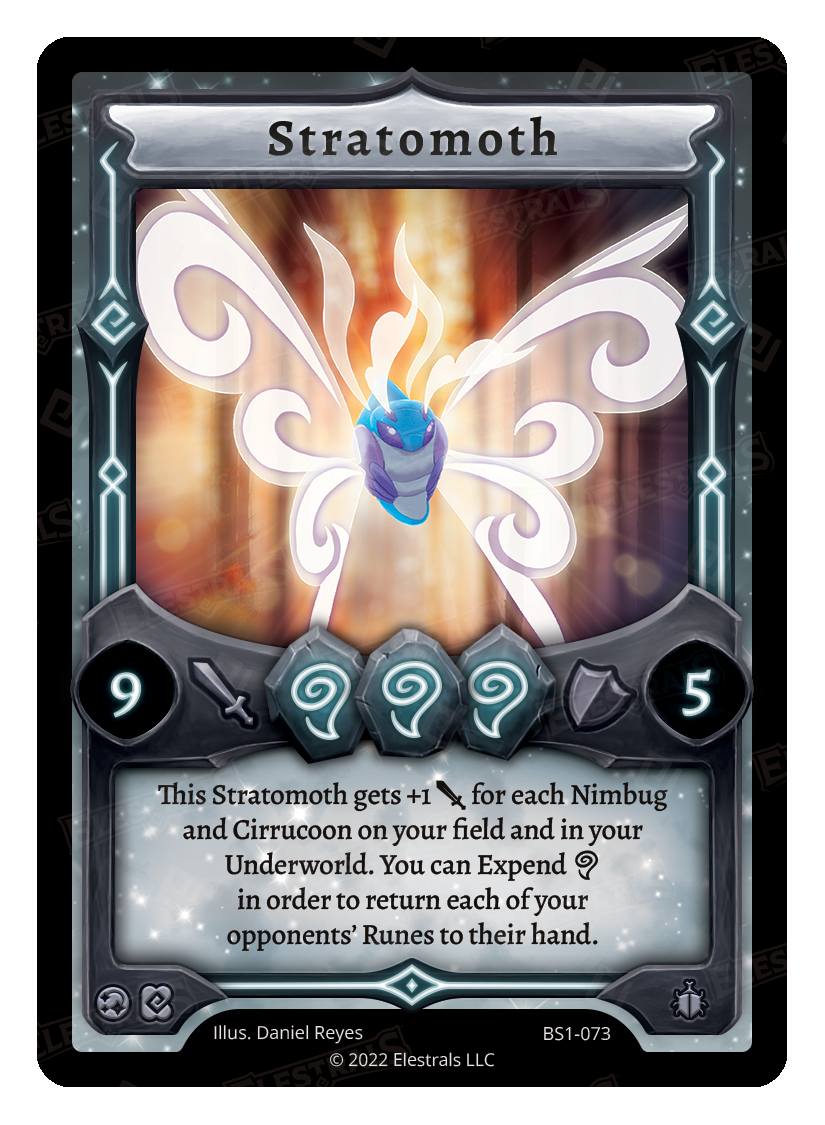 Stratomoth
9
5
This Stratomoth gets +1 for each Nimbug
and Cirrucoon on your field and in your
Underworld. You can Expend
in order to return each of your
opponents' Runes to their hand.
Illus. Daniel Reyes
BS1-073
© 2022 Elestrals LLC